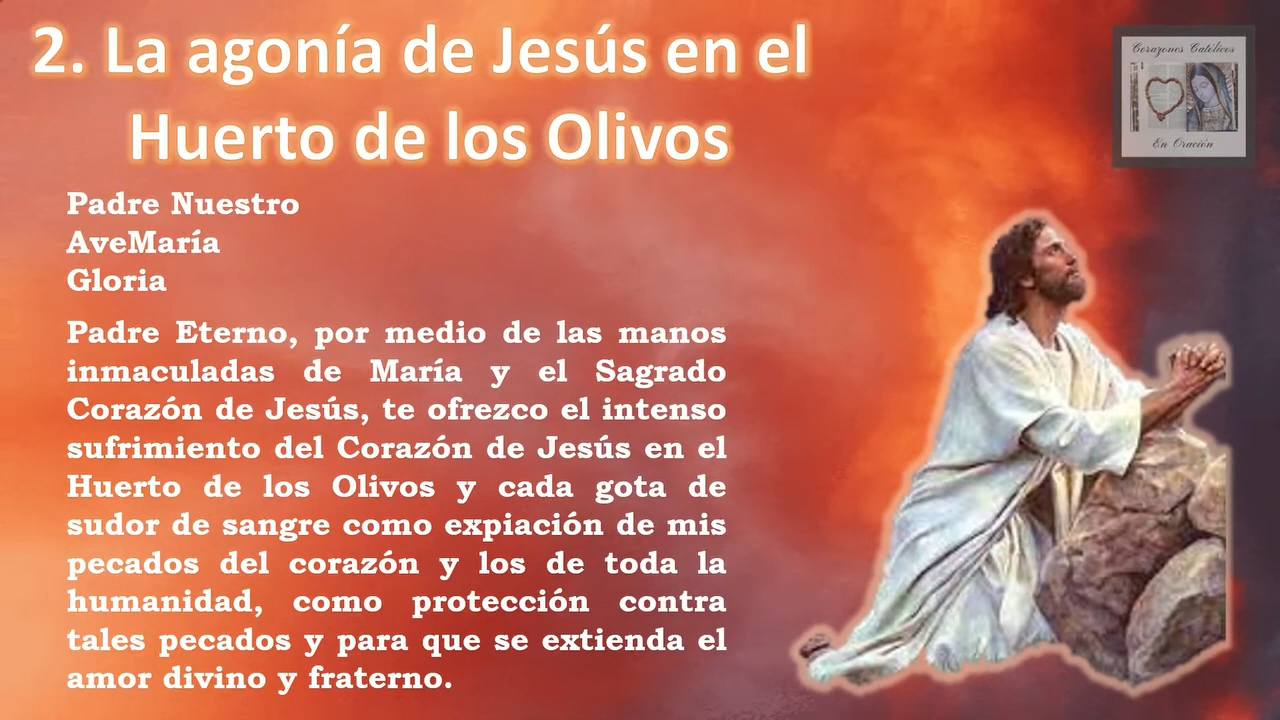 2. La agonía de Jesús en el
Huerto de los Olivos
Corazones Católicos
En Oración
Padre Nuestro
AveMaría
Gloria
Padre Eterno, por medio de las manos
inmaculadas de María y el Sagrado
Corazón de Jesús, te ofrezco el intenso
sufrimiento del Corazón de Jesús en el
Huerto de los Olivos y cada gota de
sudor de sangre como expiación de mis
pecados del corazón y los de toda la
humanidad, como protección contra
tales pecados y para que se extienda el
amor divino y fraterno.